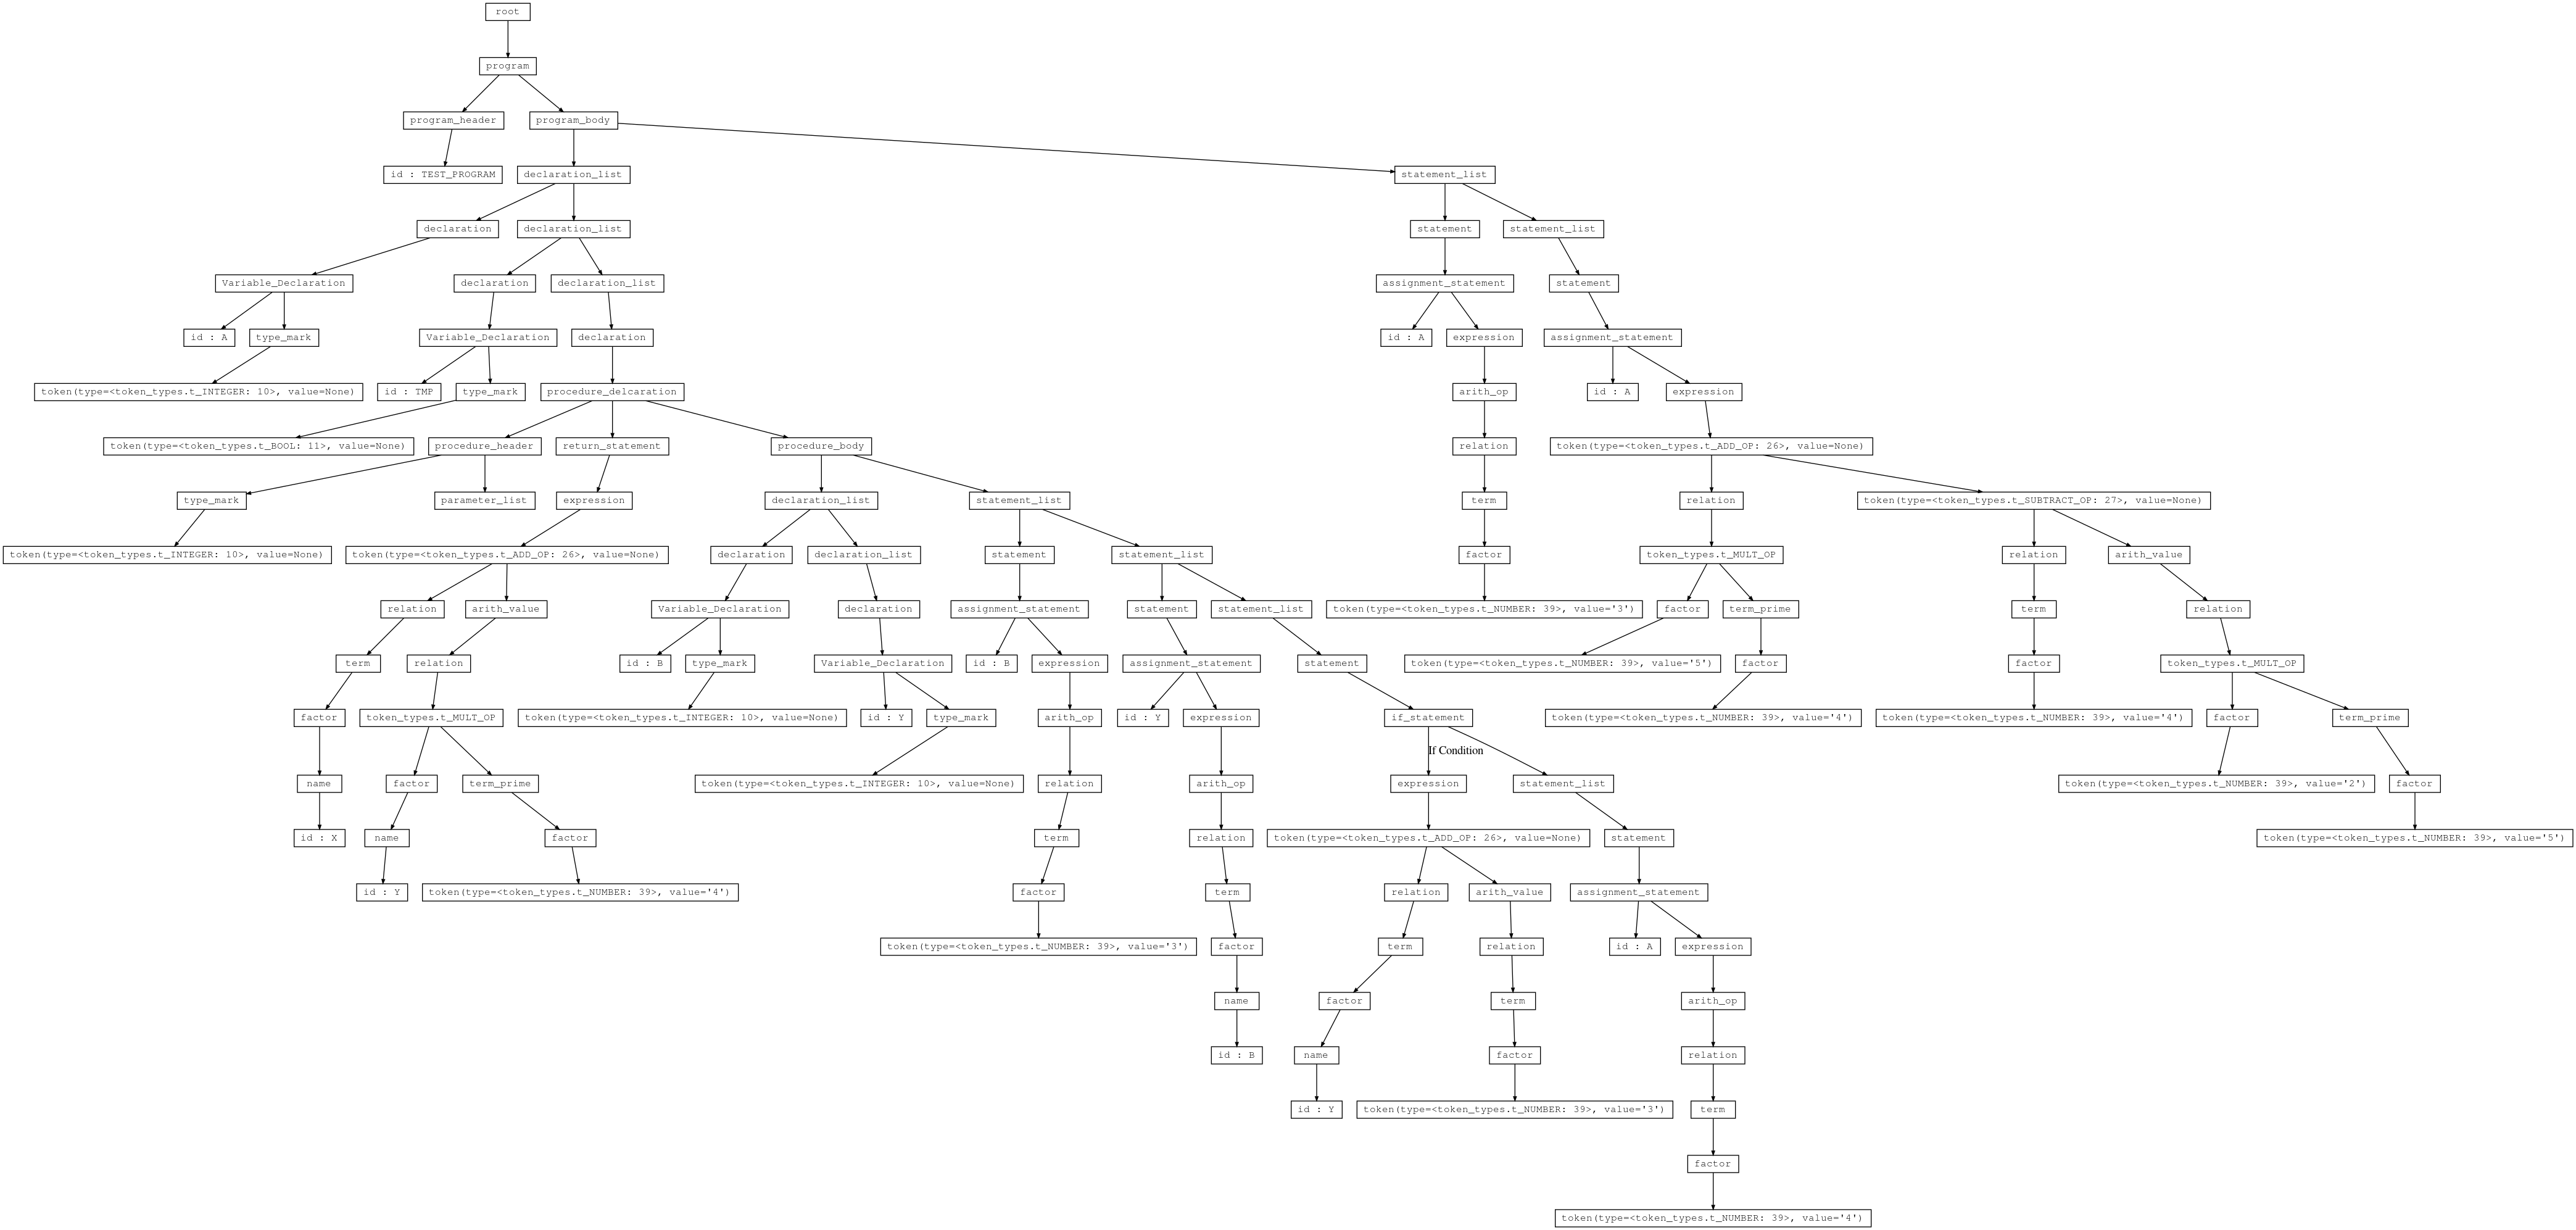 root
program
program_header
program_body
id : TEST_PROGRAM
declaration_list
statement_list
declaration
declaration_list
statement
statement_list
Variable_Declaration
declaration
declaration_list
assignment_statement
statement
id : A
type_mark
Variable_Declaration
declaration
id : A
expression
assignment_statement
token(type=<token_types.t_INTEGER: 10>, value=None)
id : TMP
type_mark
procedure_delcaration
arith_op
id : A
expression
token(type=<token_types.t_BOOL: 11>, value=None)
procedure_header
return_statement
procedure_body
relation
token(type=<token_types.t_ADD_OP: 26>, value=None)
type_mark
parameter_list
expression
declaration_list
statement_list
term
relation
token(type=<token_types.t_SUBTRACT_OP: 27>, value=None)
token(type=<token_types.t_INTEGER: 10>, value=None)
token(type=<token_types.t_ADD_OP: 26>, value=None)
declaration
declaration_list
statement
statement_list
factor
token_types.t_MULT_OP
relation
arith_value
relation
arith_value
Variable_Declaration
declaration
assignment_statement
statement
statement_list
token(type=<token_types.t_NUMBER: 39>, value='3')
factor
term_prime
term
relation
term
relation
id : B
type_mark
Variable_Declaration
id : B
expression
assignment_statement
statement
token(type=<token_types.t_NUMBER: 39>, value='5')
factor
factor
token_types.t_MULT_OP
factor
token_types.t_MULT_OP
token(type=<token_types.t_INTEGER: 10>, value=None)
id : Y
type_mark
arith_op
id : Y
expression
if_statement
token(type=<token_types.t_NUMBER: 39>, value='4')
token(type=<token_types.t_NUMBER: 39>, value='4')
factor
term_prime
If Condition
name
factor
term_prime
token(type=<token_types.t_INTEGER: 10>, value=None)
relation
arith_op
expression
statement_list
token(type=<token_types.t_NUMBER: 39>, value='2')
factor
id : X
name
factor
term
relation
token(type=<token_types.t_ADD_OP: 26>, value=None)
statement
token(type=<token_types.t_NUMBER: 39>, value='5')
id : Y
token(type=<token_types.t_NUMBER: 39>, value='4')
factor
term
relation
arith_value
assignment_statement
token(type=<token_types.t_NUMBER: 39>, value='3')
factor
term
relation
id : A
expression
name
factor
term
arith_op
id : B
name
factor
relation
id : Y
token(type=<token_types.t_NUMBER: 39>, value='3')
term
factor
token(type=<token_types.t_NUMBER: 39>, value='4')